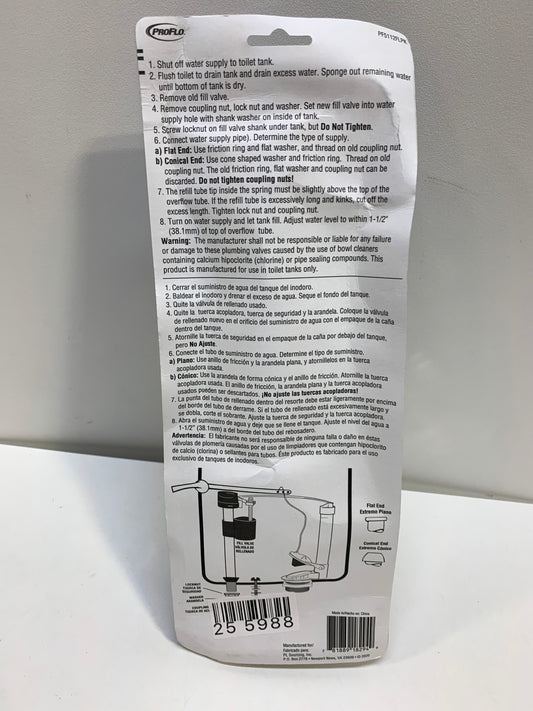 PROFLO
PFS112PLPK
1. Shut off water supply to toilet tank.
2. Flush toilet to drain tank and drain excess water. Sponge out remaining water
until bottom of tank is dry.
3. Remove old fill valve.
4. Remove coupling nut, lock nut and washer. Set new fill valve into water
supply hole with shank washer on inside of tank.
5. Screw locknut on fill valve shank under tank, but Do Not Tighten.
6. Connect water supply pipe). Determine the type of supply.
a) Flat End: Use friction ring and flat washer, and thread on old coupling nut.
b) Conical End: Use cone shaped washer and friction ring. Thread on old
coupling nut. The old friction ring, flat washer and coupling nut can be
discarded. Do not tighten coupling nuts!
7. The refill tube tip inside the spring must be slightly above the top of the
overflow tube. If the refill tube is excessively long and kinks, cut off the
excess length. Tighten lock nut and coupling nut.
8. Turn on water supply and let tank fill. Adjust water level to within 1-1/2"
(38.1mm) of top of overflow tube.
Warning: The manufacturer shall not be responsible or liable for any failure
or damage to these plumbing valves caused by the use of bowl cleaners
containing calcium hipoclorite (chlorine) or pipe sealing compounds. This
product is manufactured for use in toilet tanks only.
1. Cerrar el suministro de agua del tanque del inodoro.
2. Baldear el inodoro y drenar el exceso de agua. Seque el fondo del tanque.
3. Quite la válvula de rellenado usado.
4. Quite la tuerca acopladora, tuerca de seguridad y la arandela. Coloque la válvula
de rellenado nuevo en el orificio del suministro de agua con el empaque de la caña
dentro del tanque.
5. Atornille la tuerca de seguridad en el empaque de la caña por debajo del tanque,
pero No Ajuste.
6. Conecte el tubo de suministro de agua. Determine el tipo de suministro.
a) Plano: Use anillo de fricción y la arandela plana, y atorníllelos en la tuerca
acopladora usada.
b) Cónico: Use la arandela de forma cónica y el anillo de fricción. Atornille la tuerca
acopladora usada. El anillo de fricción, la arandela plana y la tuerca acopladora
usados pueden ser descartados. ¡No ajuste las tuercas acopladoras!
7. La punta del tubo de rellenado dentro del resorte debe estar ligeramente por encima
del borde del tubo de derrame. Si el tubo de rellenado está excesivamente largo y
se dobla, corte el sobrante. Ajuste la tuerca de seguridad y la tuerca acopladora.
8. Abra el suministro de agua y deje que se llene el tanque. Ajuste el nivel del agua a
1-1/2" (38.1mm) a del borde del tubo del rebosadero.
Advertencia: El fabricante no será responsable de ninguna falla o daño en éstas
válvulas de plomería causadas por el uso de limpiadores que contengan hipoclorito
de calcio (clorina) o sellantes para tubos. Éste producto es fabricado para el uso
exclusivo de tanques de inodoros.
Flat End
Extremo Plano
FILL VALVE
VÁLVULA DE
RELLENADO
Conical End
Extremo Cónico
LOCKNUT
TUERCA DE
SEGURIDAD
WASHER
ARANDELA
COUPLING
TUERCA DE AC
25 5988
Made in/Hecho en: China
Manufactured for/
Fabricado para:
PL Sourcing, Inc.
P.O. Box 2778 • Newport News, VA 23609 • © 2020